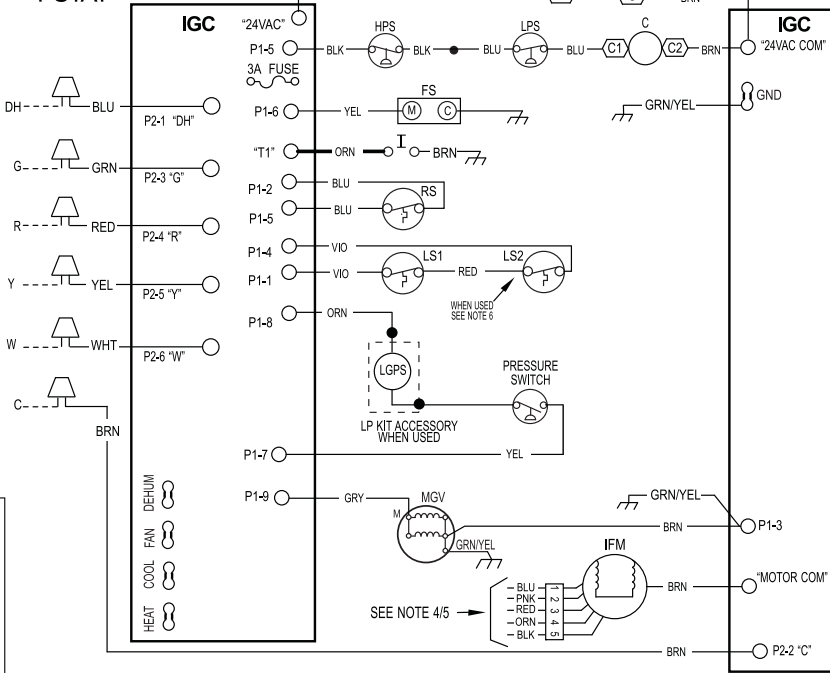 IGC
"24VAC"
P1-5
BLK
HPS
BLK
BLU
LPS
BLU
C1
C
C2
BRN
IGC
"24VAC COM"
3A FUSE
P1-6
YEL
FS
M
C
GRN/YEL
GND
DH
BLU
P2-1 "DH"
"T1"
ORN
BRN
G
GRN
P2-3 "G"
P1-2
BLU
RS
P1-5
BLU
R
RED
P2-4 "R"
P1-4
VIO
P1-1
VIO
LS1
RED
LS2
WHEN USED
SEE NOTE 6
Y
YEL
P2-5 "Y"
P1-8
ORN
W
WHT
P2-6 "W"
LGPS
LP KIT ACCESSORY
WHEN USED
PRESSURE
SWITCH
C
BRN
P1-7
YEL
P1-9
GRY
M
MGV
GRN/YEL
GRN/YEL
BRN
P1-3
DEHUM
FAN
COOL
HEAT
SEE NOTE 4/5
BLU 1
PNK 2
RED 3
ORN 4
BLK 5
IFM
BRN
"MOTOR COM"
BRN
P2-2 "C"